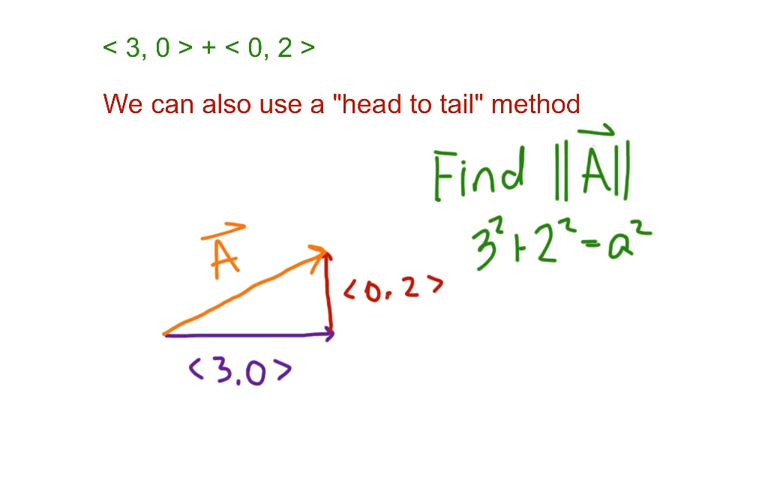 < 3, 0 > + < 0, 2 >
We can also use a "head to tail" method
Find ||A||
3²+2²=a²
A
<0,2>
<3,0>